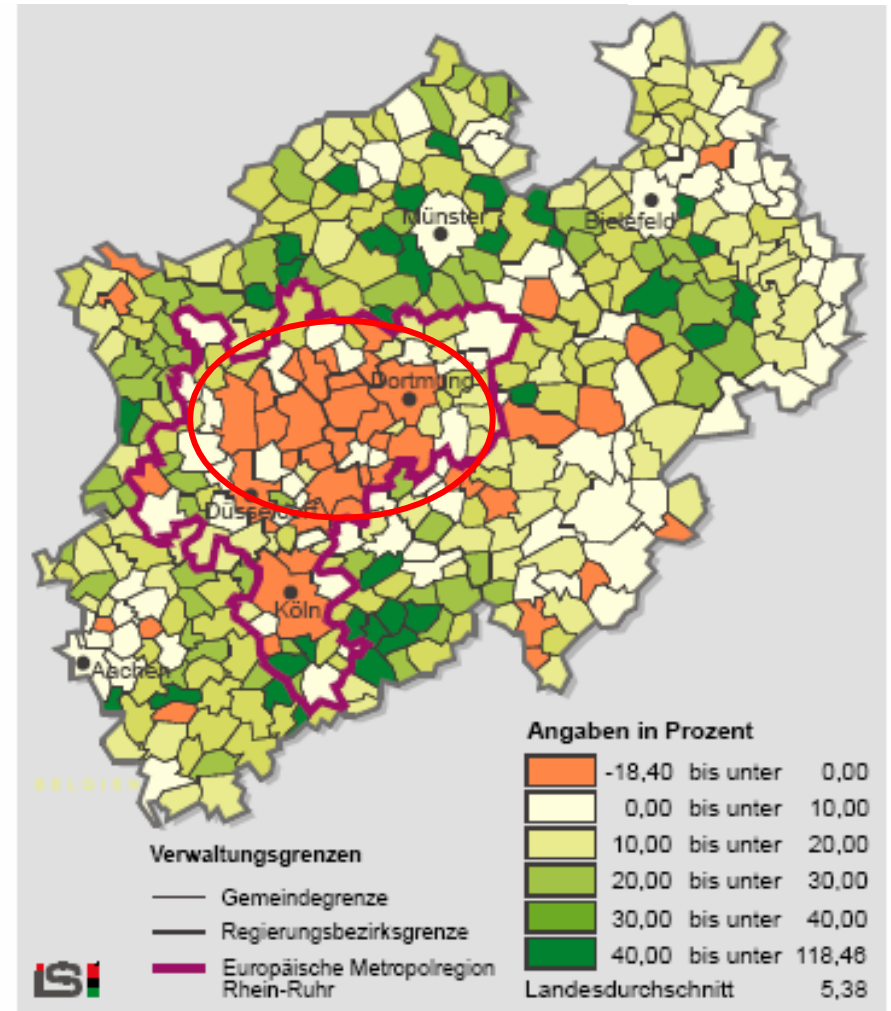 Münster
Bielefeld
Dortmund
Düsseldorf
Köln
Aachen
BELGIEN
Angaben in Prozent
-18,40 bis unter 0,00
0,00 bis unter 10,00
10,00 bis unter 20,00
20,00 bis unter 30,00
30,00 bis unter 40,00
40,00 bis unter 118,46
Landesdurchschnitt 5,38
Verwaltungsgrenzen
Gemeindegrenze
Regierungsbezirksgrenze
Europäische Metropolregion
Rhein-Ruhr